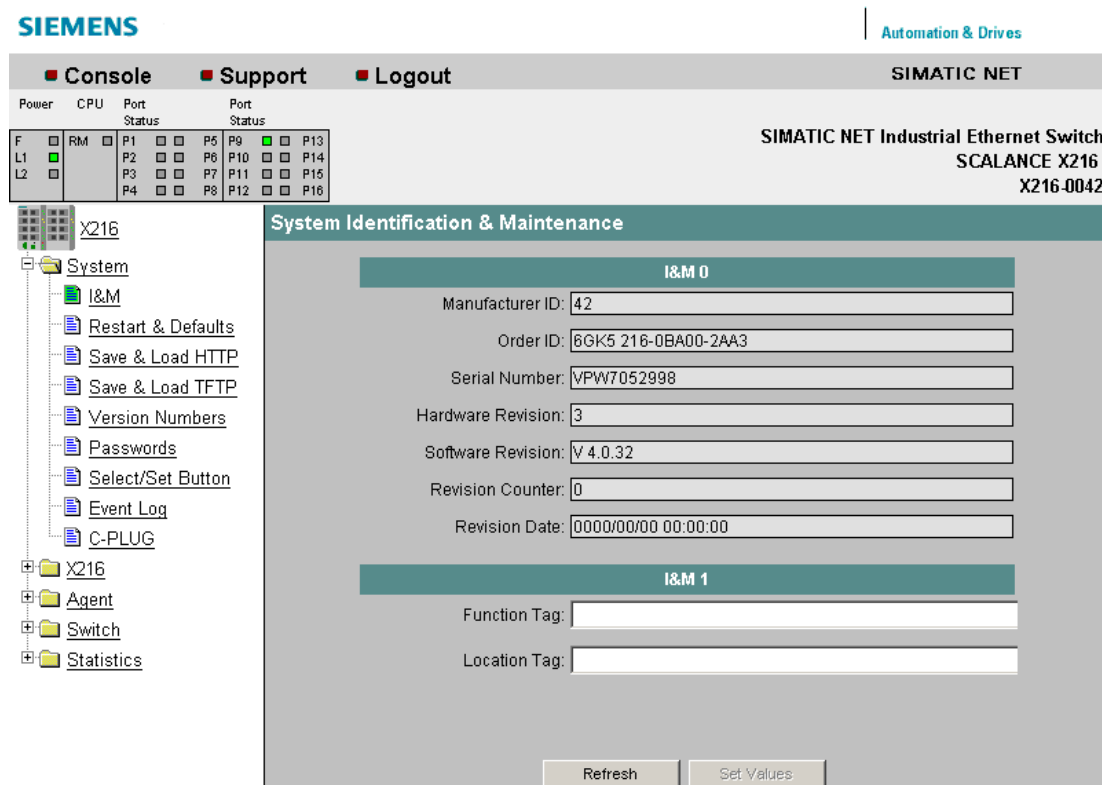 SIEMENS
Automation & Drives
Console Support Logout SIMATIC NET
Power CPU Port Status Port Status
F RM P1 P5 P9 P13
L1 P2 P6 P10 P14
L2 P3 P7 P11 P15
P4 P8 P12 P16
SIMATIC NET Industrial Ethernet Switch
SCALANCE X216
X216-0042
X216
System
I&M
Restart & Defaults
Save & Load HTTP
Save & Load TFTP
Version Numbers
Passwords
Select/Set Button
Event Log
C-PLUG
X216
Agent
Switch
Statistics
System Identification & Maintenance
I&M 0
Manufacturer ID: 42
Order ID: 6GK5 216-0BA00-2AA3
Serial Number: VPW7052998
Hardware Revision: 3
Software Revision: V 4.0.32
Revision Counter: 0
Revision Date: 0000/00/00 00:00:00
I&M 1
Function Tag:
Location Tag:
Refresh Set Values